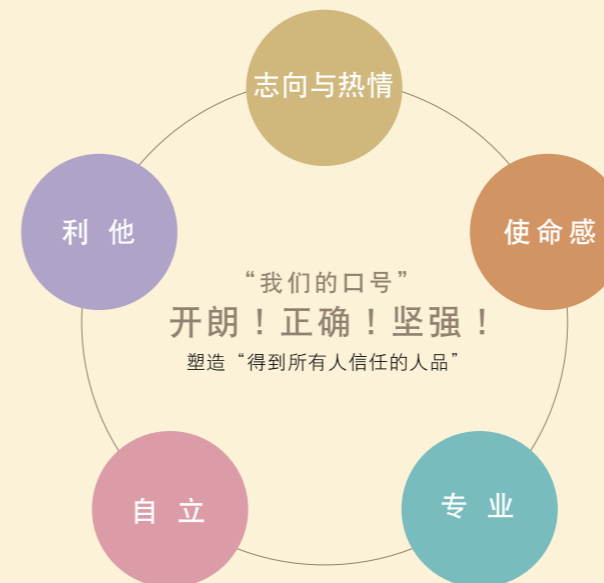 志向与热情
利他
使命感
“我们的口号”
开朗！正确！坚强！
塑造“得到所有人信任的人品”
自立
专业